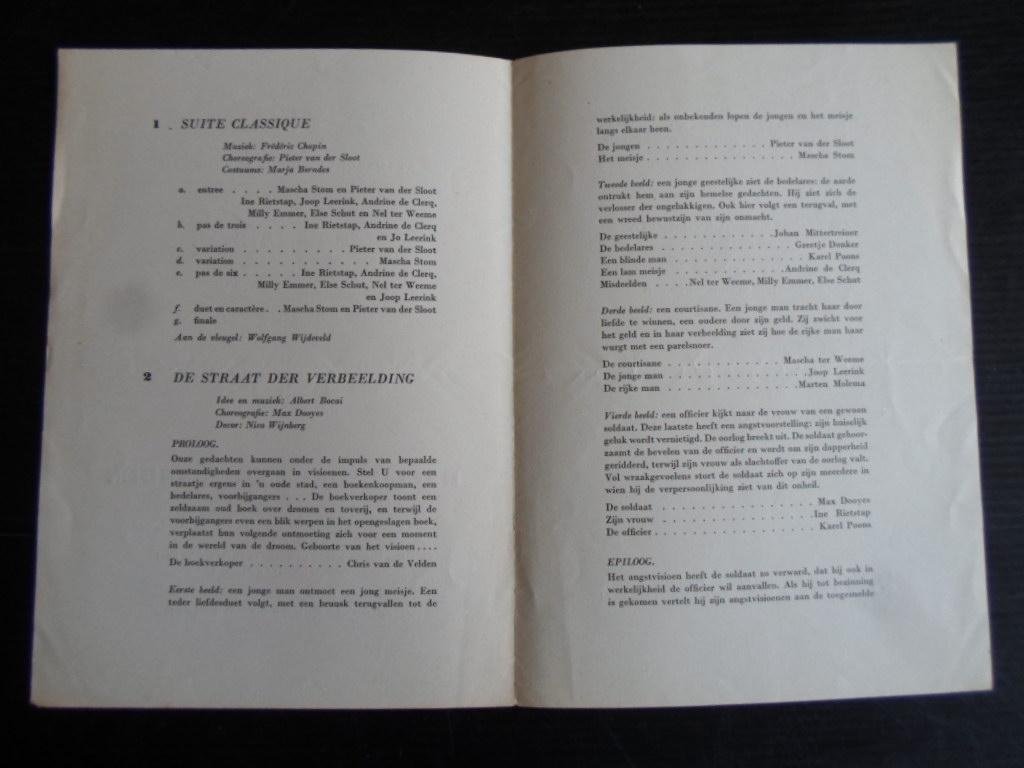 1 . SUITE CLASSIQUE
Muziek: Frédéric Chopin
Choreografie: Pieter van der Sloot
Costuums: Marja Berndes
a. entree . . . . Mascha Stom en Pieter van der Sloot
Ine Rietstap, Joop Leerink, Andrine de Clerq,
Milly Emmer, Else Schut en Nel ter Weeme
b. pas de trois . . . . . Ine Rietstap, Andrine de Clerq
en Jo Leerink
c. variation . . . . . . . . . . . Pieter van der Sloot
d. variation . . . . . . . . . . . . . . Mascha Stom
e. pas de six . . . . . Ine Rietstap, Andrine de Clerq,
Milly Emmer, Else Schut, Nel ter Weeme
en Joop Leerink
f. duet en caractère . . Mascha Stom en Pieter van der Sloot
g. finale
Aan de vleugel: Wolfgang Wijdeveld
2 DE STRAAT DER VERBEELDING
Idee en muziek: Albert Bocai
Choreografie: Max Dooyes
Decor: Nico Wijnberg
PROLOOG.
Onze gedachten kunnen onder de impuls van bepaalde
omstandigheden overgaan in visioenen. Stel U voor een
straatje ergens in 'n oude stad, een boekenkoopman, een
bedelares, voorbijgangers . . . De boekverkoper toont een
zeldzaam oud boek over dromen en toverij, en terwijl de
voorbijgangers even een blik werpen in het opengeslagen boek,
verplaatst hun volgende ontmoeting zich voor een moment
in de wereld van de droom. Geboorte van het visioen . . . .
De boekverkoper . . . . . . . . . . Chris van de Velden
Eerste beeld: een jonge man ontmoet een jong meisje. Een
teder liefdesduet volgt, met een bruusk terugvallen tot de
werkelijkheid: als onbekenden lopen de jongen en het meisje
langs elkaar heen.
De jongen . . . . . . . . . . . . . Pieter van der Sloot
Het meisje . . . . . . . . . . . . . . . . Mascha Stom
Tweede beeld: een jonge geestelijke ziet de bedelares: de aarde
ontrukt hem aan zijn hemelse gedachten. Hij ziet zich de
verlosser der ongelukkigen. Ook hier volgt een terugval, met
een wreed bewustzijn van zijn onmacht.
De geestelijke . . . . . . . . . . . . . Johan Mittertreiner
De bedelares . . . . . . . . . . . . . . . Geertje Donker
Een blinde man . . . . . . . . . . . . . . . Karel Poons
Een lam meisje . . . . . . . . . . . . Andrine de Clerq
Misdeelden . . . . . Nel ter Weeme, Milly Emmer, Else Schut
Derde beeld: een courtisane. Een jonge man tracht haar door
liefde te winnen, een oudere door zijn geld. Zij zwicht voor
het geld en in haar verbeelding ziet zij hoe de rijke man haar
wurgt met een parelsnoer.
De courtisane . . . . . . . . . . . . . Mascha ter Weeme
De jonge man . . . . . . . . . . . . . . . Joop Leerink
De rijke man . . . . . . . . . . . . . . Marten Molema
Vierde beeld: een officier kijkt naar de vrouw van een gewoon
soldaat. Deze laatste heeft een angstvoorstelling: zijn huiselijk
geluk wordt vernietigd. De oorlog breekt uit. De soldaat gehoor-
zaamt de bevelen van de officier en wordt om zijn dapperheid
geridderd, terwijl zijn vrouw als slachtoffer van de oorlog valt.
Vol wraakgevoelens stort de soldaat zich op zijn meerdere in
wien hij de verpersoonlijking ziet van dit onheil.
De soldaat . . . . . . . . . . . . . . . . Max Dooyes
Zijn vrouw . . . . . . . . . . . . . . . . Ine Rietstap
De officier . . . . . . . . . . . . . . . . Karel Poons
EPILOOG.
Het angstvisioen heeft de soldaat zo verward, dat hij ook in
werkelijkheid de officier wil aanvallen. Als hij tot bezinning
is gekomen vertelt hij zijn angstvisioenen aan de toegesnelde